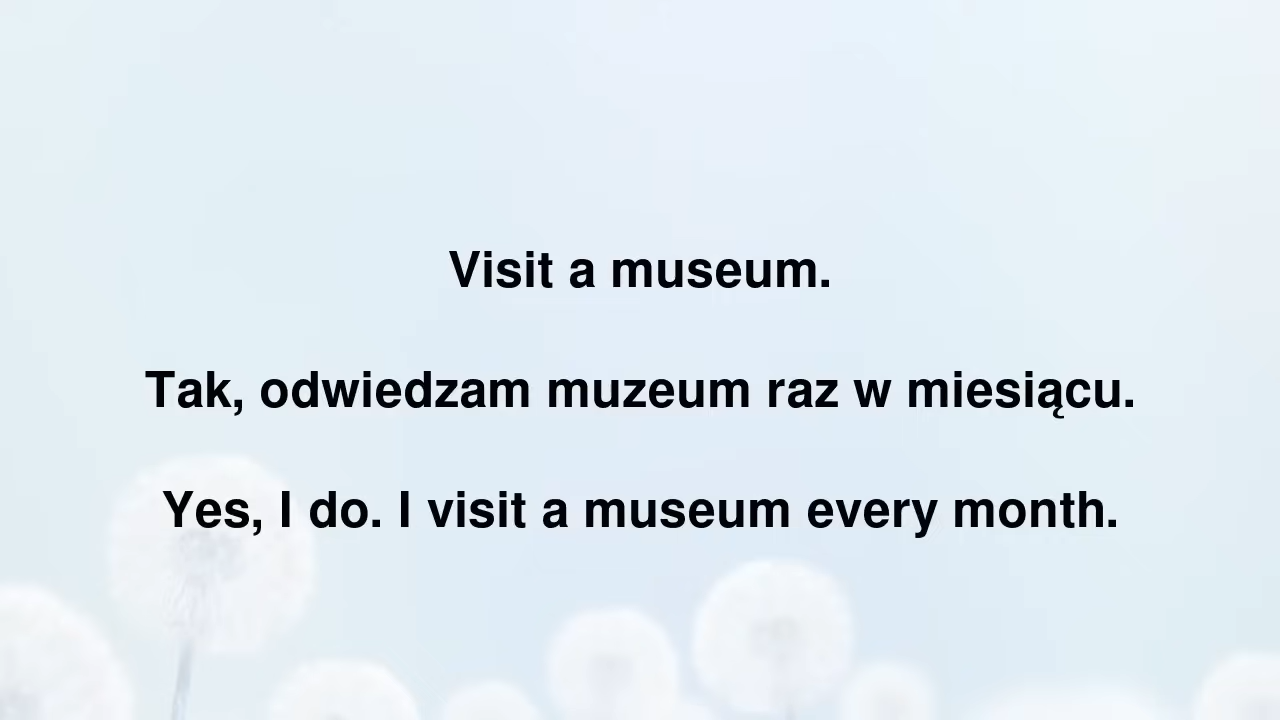 Visit a museum.
Tak, odwiedzam muzeum raz w miesiącu.
Yes, I do. I visit a museum every month.